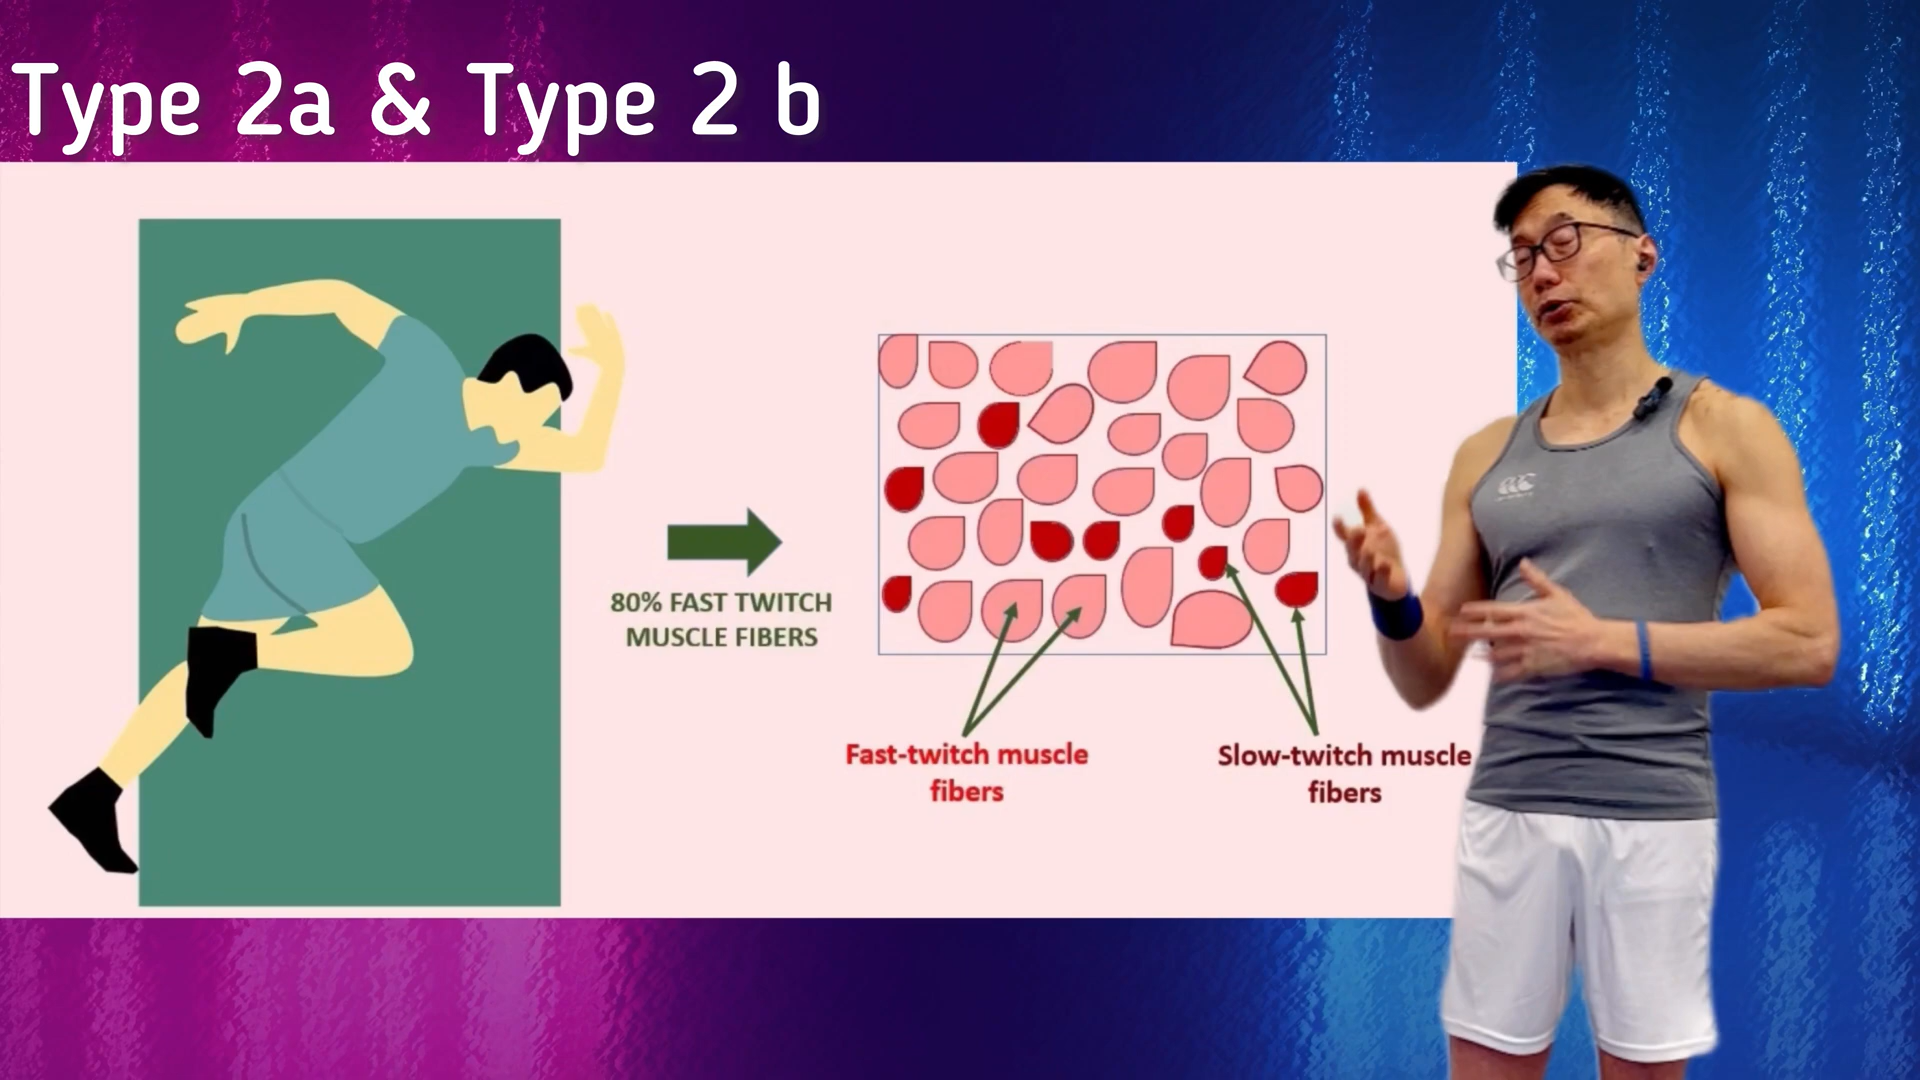 Type 2a & Type 2 b
80% FAST TWITCH
MUSCLE FIBERS
Fast-twitch muscle
fibers
Slow-twitch muscle
fibers